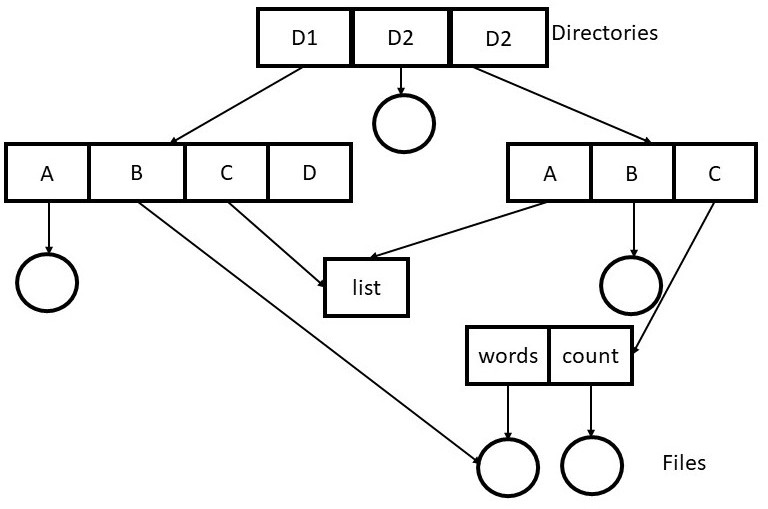 D1 D2 D2 Directories
A B C D A B C
list
words count
Files